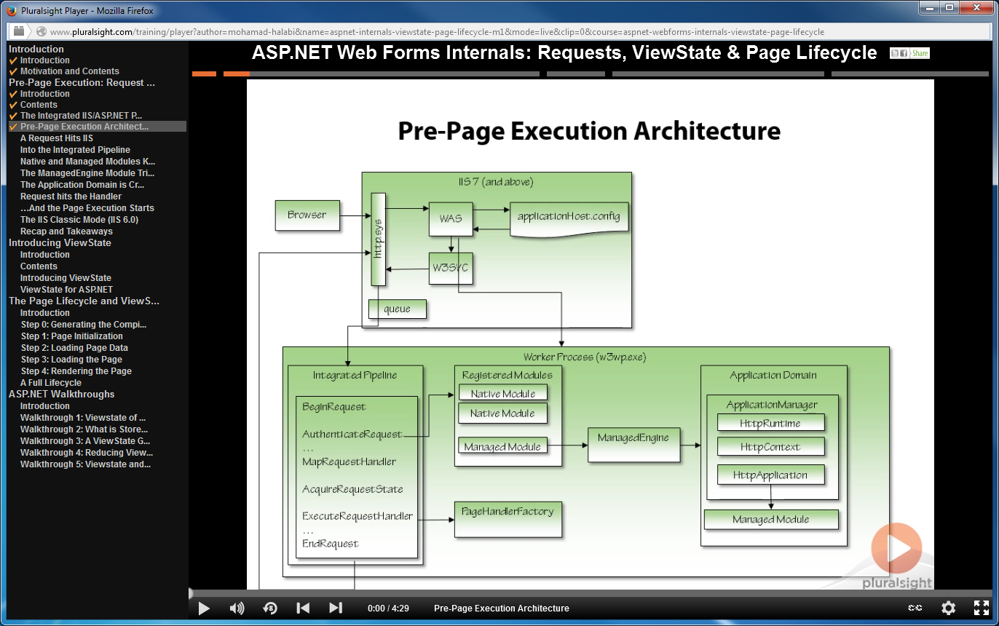 Pluralsight Player - Mozilla Firefox
www.pluralsight.com/training/player?author=mohamad-halabi&name=aspnet-internals-viewstate-page-lifecycle-m1&mode=live&clip=0&course=aspnet-webforms-internals-viewstate-page-lifecycle
Introduction
Introduction
Motivation and Contents
Pre-Page Execution: Request ...
Introduction
Contents
The Integrated IIS/ASP.NET P...
Pre-Page Execution Architect...
A Request Hits IIS
Into the Integrated Pipeline
Native and Managed Modules K...
The ManagedEngine Module Tri...
The Application Domain is Cr...
Request hits the Handler
...And the Page Execution Starts
The IIS Classic Mode (IIS 6.0)
Recap and Takeaways
Introducing ViewState
Introduction
Contents
Introducing ViewState
ViewState for ASP.NET
The Page Lifecycle and ViewS...
Introduction
Step 0: Generating the Compi...
Step 1: Page Initialization
Step 2: Loading Page Data
Step 3: Loading the Page
Step 4: Rendering the Page
A Full Lifecycle
ASP.NET Walkthroughs
Introduction
Walkthrough 1: Viewstate of ...
Walkthrough 2: What is Store...
Walkthrough 3: A ViewState G...
Walkthrough 4: Reducing View...
Walkthrough 5: Viewstate and...
ASP.NET Web Forms Internals: Requests, ViewState & Page Lifecycle
Share
Pre-Page Execution Architecture
IIS 7 (and above)
Browser
http.sys
WAS
applicationHost.config
W3SVC
queue
Worker Process (w3wp.exe)
Integrated Pipeline
BeginRequest
AuthenticateRequest
...
MapRequestHandler
AcquireRequestState
ExecuteRequestHandler
...
EndRequest
Registered Modules
Native Module
Native Module
Managed Module
PageHandlerFactory
ManagedEngine
Application Domain
ApplicationManager
HttpRuntime
HttpContext
HttpApplication
Managed Module
pluralsight
8
0:00 / 4:29
Pre-Page Execution Architecture
CC